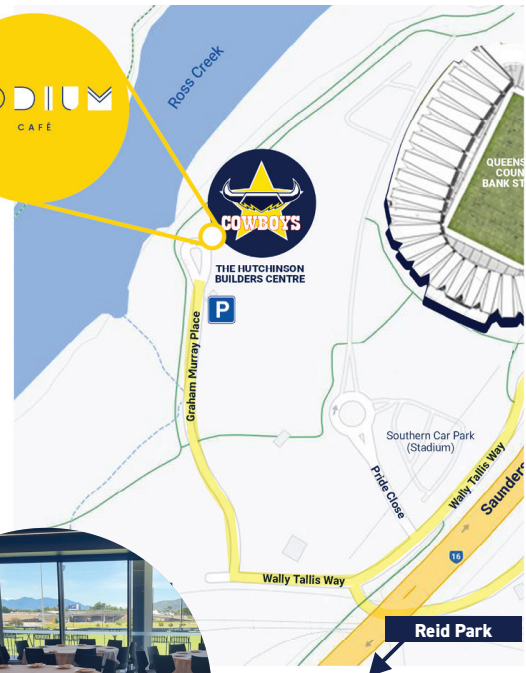 DIUM
CAFÉ
Ross Creek
QUEENS
COUN
BANK ST
COWBOYS
THE HUTCHINSON
BUILDERS CENTRE
P
Graham Murray Place
Southern Car Park
(Stadium)
Pride Close
Wally Tallis Way
Saunders
16
Wally Tallis Way
Reid Park